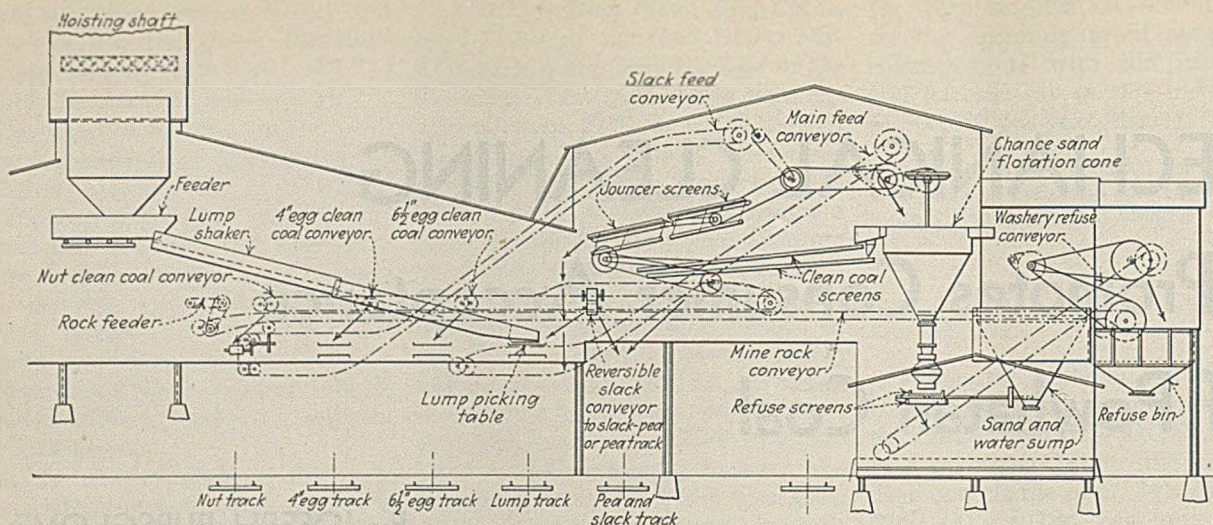 Hoisting shaft
Slack feed
conveyor
Main feed
conveyor
Chance sand
flotation cone
Feeder
Lump
shaker
4"egg clean
coal conveyor
6½"egg clean
coal conveyor
Jouncer screens
Washery refuse
conveyor
Nut clean coal conveyor
Clean coal
screens
Rock feeder
Mine rock
conveyor
Lump picking
table
Reversible
slack
conveyor
to slack-pea
or pea track
Refuse screens
Sand and
water sump
Refuse bin
Nut track
4"egg track
6½"egg track
Lump track
Pea and
slack track